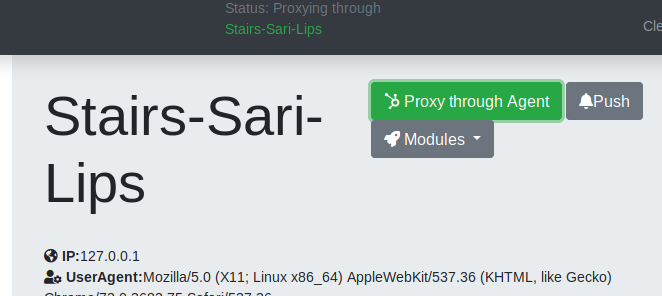 Status: Proxying through
Stairs-Sari-Lips
Cle
Stairs-Sari-
Lips
Proxy through Agent
Push
Modules
IP:127.0.0.1
UserAgent:Mozilla/5.0 (X11; Linux x86_64) AppleWebKit/537.36 (KHTML, like Gecko)